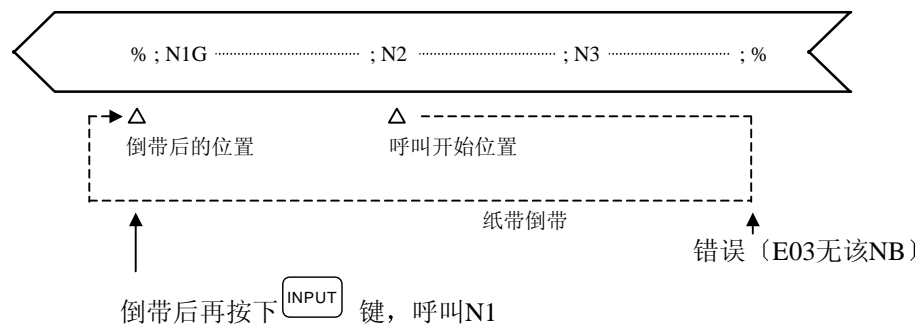 % ; N1G ………………………… ; N2 ………………………… ; N3 ………………………… ; %
倒带后的位置
呼叫开始位置
纸带倒带
错误〔E03无该NB〕
倒带后再按下 INPUT 键，呼叫N1